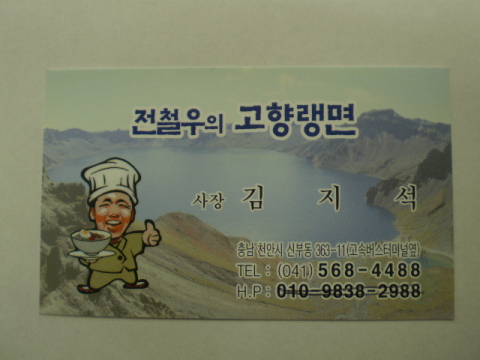 전철우의 고향랭면
사장 김 지 석
충남 천안시 신부동 363-11(고속버스터미널옆)
TEL : (041) 568-4488
H.P : 010-9838-2988